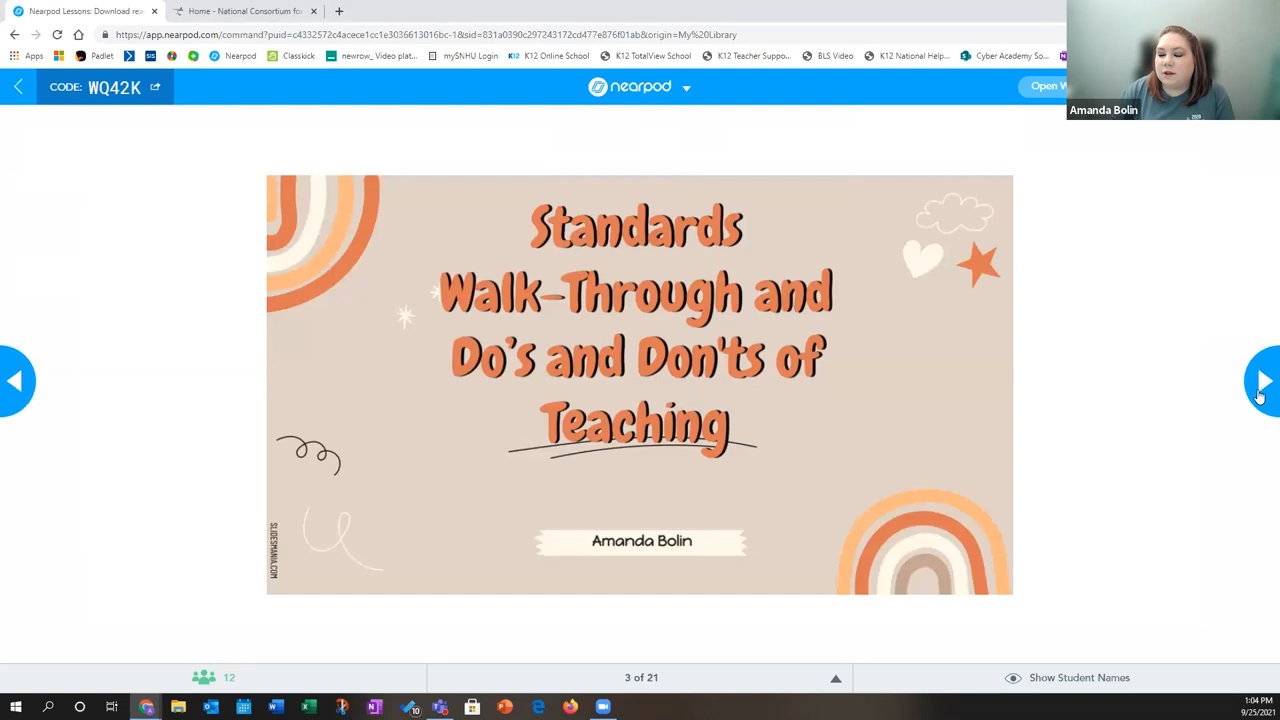 Nearpod Lessons: Download rea
Home - National Consortium fo
https://app.nearpod.com/command?puid=c4332572c4acece1cc1e3036613016bc-1&sid=831a0390c297243172cd477e876f01ab&origin=My%20Library
Apps
Padlet
SIS
Nearpod
Classkick
newrow_ Video plat...
mySNHU Login
K12 K12 Online School
K12 TotalView School
K12 Teacher Suppo...
BLS Video
K12 National Help...
Cyber Academy So...
CODE: WQ42K
nearpod
Open W
Amanda Bolin
2020
Standards
Walk-Through and
Do's and Don'ts of
Teaching
Amanda Bolin
SLIDESMANIA.COM
12
3 of 21
Show Student Names
10
1:04 PM
9/25/2021